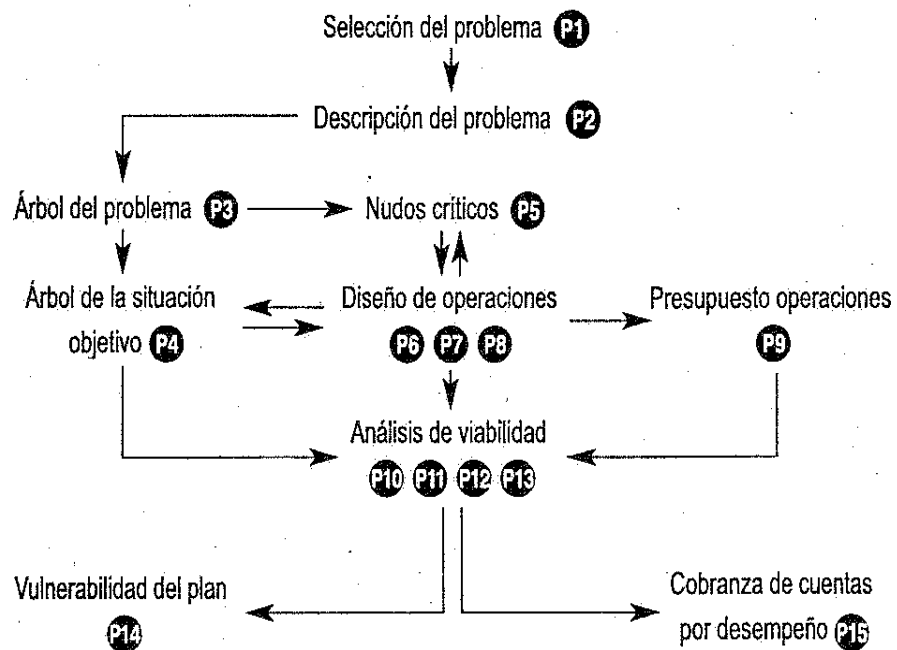 Selección del problema P1
Descripción del problema P2
Árbol del problema P3
Nudos críticos P5
Árbol de la situación
objetivo P4
Diseño de operaciones
P6 P7 P8
Presupuesto operaciones
P9
Análisis de viabilidad
P10 P11 P12 P13
Vulnerabilidad del plan
P14
Cobranza de cuentas
por desempeño P15